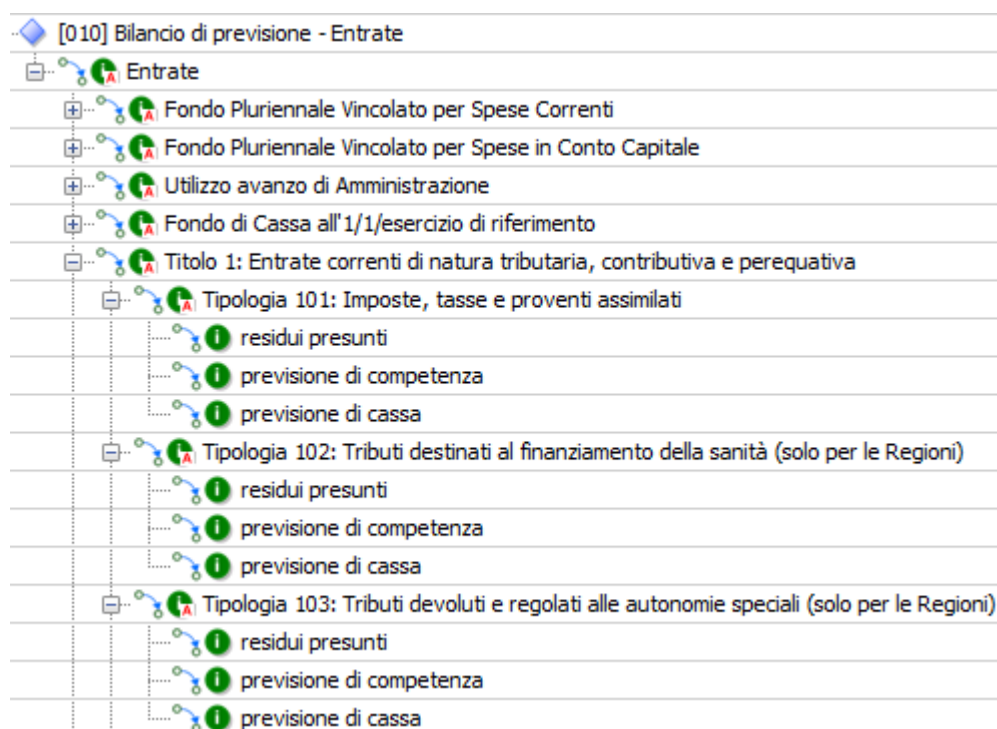 [010] Bilancio di previsione - Entrate
Entrate
Fondo Pluriennale Vincolato per Spese Correnti
Fondo Pluriennale Vincolato per Spese in Conto Capitale
Utilizzo avanzo di Amministrazione
Fondo di Cassa all'1/1/esercizio di riferimento
Titolo 1: Entrate correnti di natura tributaria, contributiva e perequativa
Tipologia 101: Imposte, tasse e proventi assimilati
residui presunti
previsione di competenza
previsione di cassa
Tipologia 102: Tributi destinati al finanziamento della sanità (solo per le Regioni)
residui presunti
previsione di competenza
previsione di cassa
Tipologia 103: Tributi devoluti e regolati alle autonomie speciali (solo per le Regioni)
residui presunti
previsione di competenza
previsione di cassa